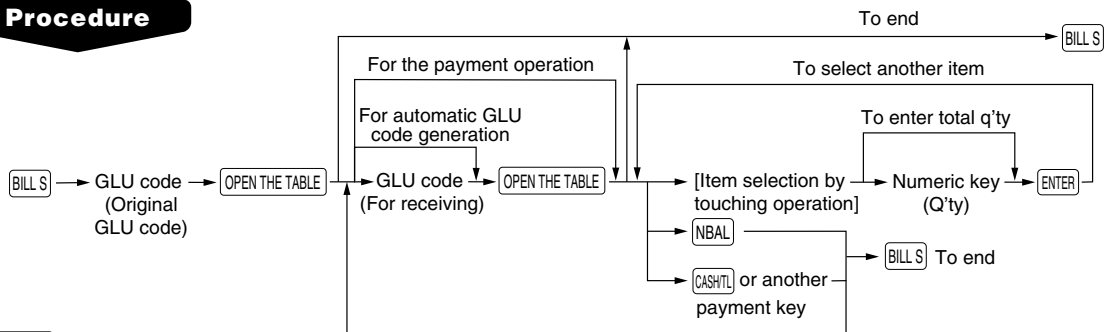 Procedure
To end
BILL S
For the payment operation
To select another item
For automatic GLU
code generation
To enter total q'ty
BILL S
GLU code
(Original
GLU code)
OPEN THE TABLE
GLU code
(For receiving)
OPEN THE TABLE
[Item selection by
touching operation]
Numeric key
(Q'ty)
ENTER
NBAL
BILL S To end
CASH/TL or another
payment key